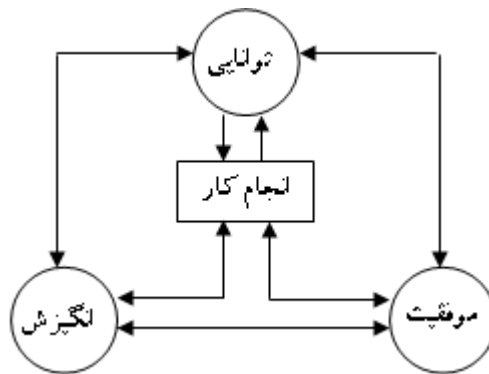 توانایی
انجام کار
موفقیت
انگیزش